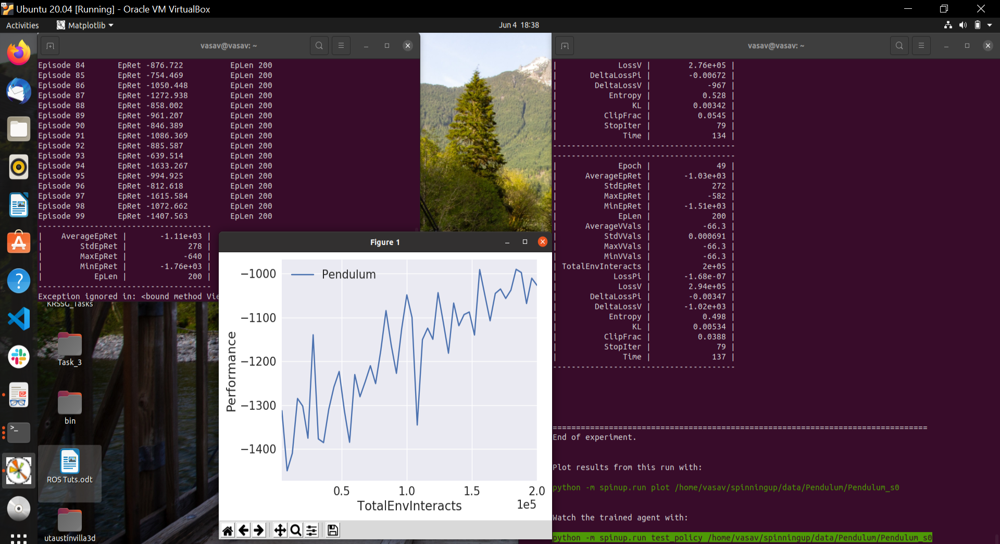 Ubuntu 20.04 [Running] - Oracle VM VirtualBox
Activities
Matplotlib
Jun 4 18:38
vasav@vasav: ~
Episode 84 EpRet -876.722 EpLen 200
Episode 85 EpRet -754.469 EpLen 200
Episode 86 EpRet -1050.448 EpLen 200
Episode 87 EpRet -1272.938 EpLen 200
Episode 88 EpRet -858.002 EpLen 200
Episode 89 EpRet -961.207 EpLen 200
Episode 90 EpRet -846.389 EpLen 200
Episode 91 EpRet -1086.369 EpLen 200
Episode 92 EpRet -885.587 EpLen 200
Episode 93 EpRet -639.514 EpLen 200
Episode 94 EpRet -1633.267 EpLen 200
Episode 95 EpRet -994.925 EpLen 200
Episode 96 EpRet -812.618 EpLen 200
Episode 97 EpRet -1615.584 EpLen 200
Episode 98 EpRet -1072.662 EpLen 200
Episode 99 EpRet -1407.563 EpLen 200
-------------------------------------
| AverageEpRet | -1.11e+03 |
| StdEpRet | 278 |
| MaxEpRet | -640 |
| MinEpRet | -1.76e+03 |
| EpLen | 200 |
-------------------------------------
Exception ignored in: <bound method Vie
KRSSG_Tasks
Task_3
bin
ROS Tuts.odt
utaustinvilla3d
Figure 1
Pendulum
Performance
−1000
−1100
−1200
−1300
−1400
0.5 1.0 1.5 2.0
TotalEnvInteracts
1e5
vasav@vasav: ~
| LossV | 2.76e+05 |
| DeltaLossPi | -0.00672 |
| DeltaLossV | -967 |
| Entropy | 0.528 |
| KL | 0.00342 |
| ClipFrac | 0.0545 |
| StopIter | 79 |
| Time | 134 |
---------------------------------------
---------------------------------------
| Epoch | 49 |
| AverageEpRet | -1.03e+03 |
| StdEpRet | 272 |
| MaxEpRet | -582 |
| MinEpRet | -1.51e+03 |
| EpLen | 200 |
| AverageVVals | -66.3 |
| StdVVals | 0.000691 |
| MaxVVals | -66.3 |
| MinVVals | -66.3 |
| TotalEnvInteracts | 2e+05 |
| LossPi | -1.68e-07 |
| LossV | 2.94e+05 |
| DeltaLossPi | -0.00347 |
| DeltaLossV | -1.02e+03 |
| Entropy | 0.498 |
| KL | 0.00534 |
| ClipFrac | 0.0388 |
| StopIter | 79 |
| Time | 137 |
---------------------------------------
================================================================================
End of experiment.
Plot results from this run with:
python -m spinup.run plot /home/vasav/spinningup/data/Pendulum/Pendulum_s0
Watch the trained agent with:
python -m spinup.run test_policy /home/vasav/spinningup/data/Pendulum/Pendulum_s0